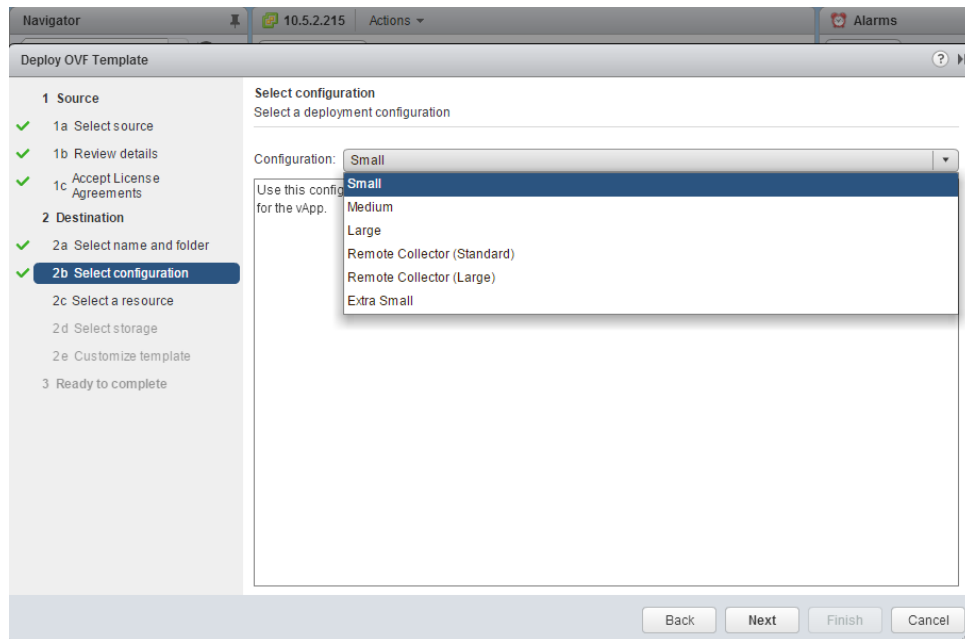 Navigator
10.5.2.215 Actions
Alarms
Deploy OVF Template
?
1 Source
1a Select source
1b Review details
1c Accept License
Agreements
2 Destination
2a Select name and folder
2b Select configuration
2c Select a resource
2d Select storage
2e Customize template
3 Ready to complete
Select configuration
Select a deployment configuration
Configuration: Small
Use this config
for the vApp.
Small
Medium
Large
Remote Collector (Standard)
Remote Collector (Large)
Extra Small
Back Next Finish Cancel